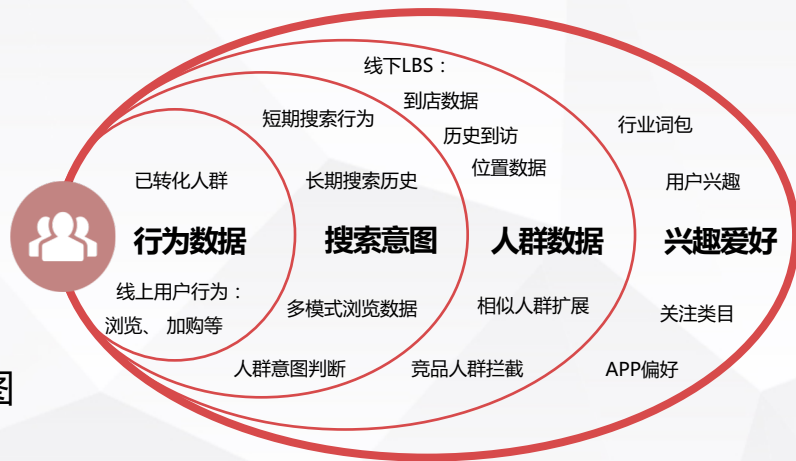 线下LBS：
到店数据
短期搜索行为
历史到访
行业词包
位置数据
已转化人群
长期搜索历史
用户兴趣
行为数据
搜索意图
人群数据
兴趣爱好
线上用户行为：
浏览、 加购等
多模式浏览数据
相似人群扩展
关注类目
人群意图判断
竞品人群拦截
APP偏好
图